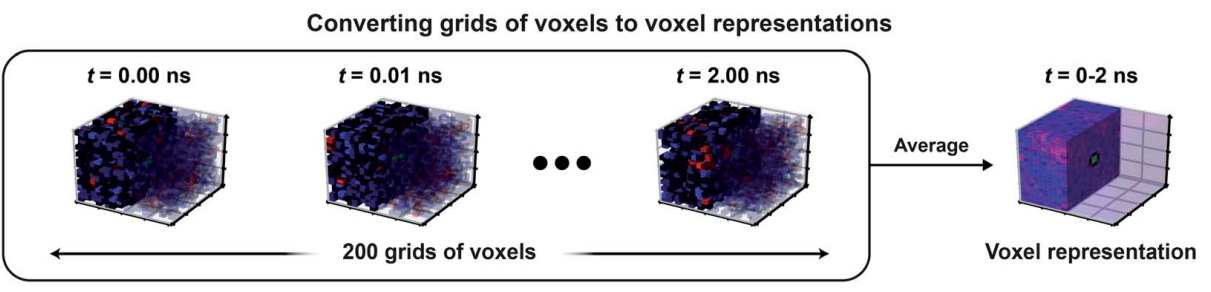 Converting grids of voxels to voxel representations
t = 0.00 ns
t = 0.01 ns
t = 2.00 ns
t = 0-2 ns
Average
200 grids of voxels
Voxel representation